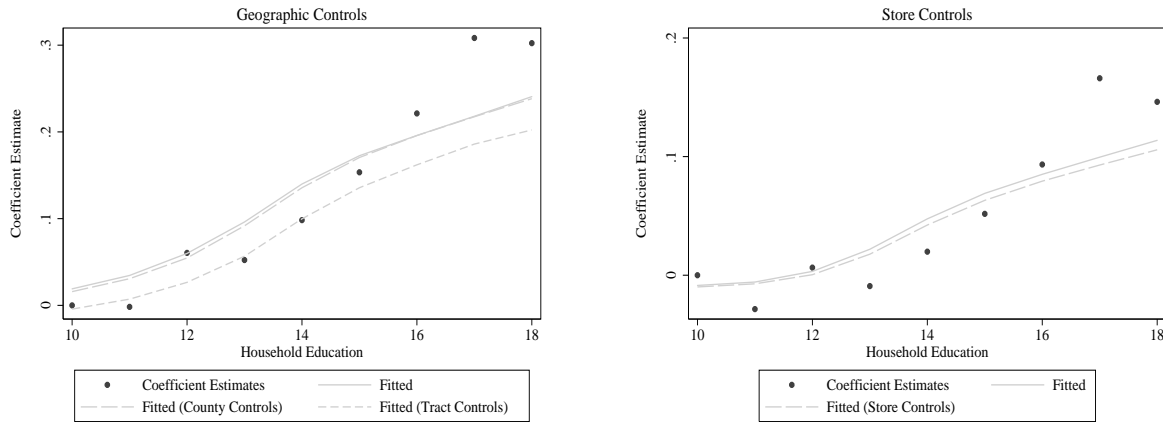 Geographic Controls
.3
.2
.1
0
Coefficient Estimate
10 12 14 16 18
Household Education
Coefficient Estimates Fitted
Fitted (County Controls) Fitted (Tract Controls)
Store Controls
.2
.1
0
Coefficient Estimate
10 12 14 16 18
Household Education
Coefficient Estimates Fitted
Fitted (Store Controls)